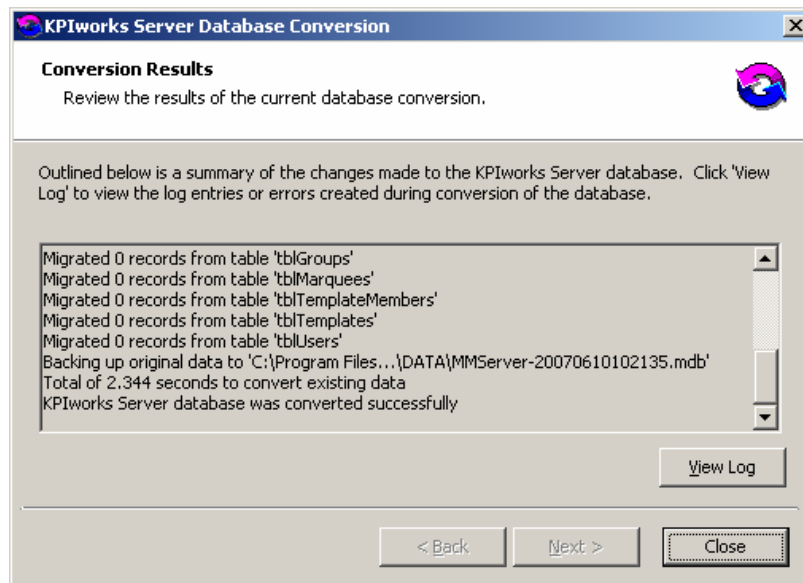 KPIworks Server Database Conversion
Conversion Results
Review the results of the current database conversion.
Outlined below is a summary of the changes made to the KPIworks Server database.  Click 'View
Log' to view the log entries or errors created during conversion of the database.
Migrated 0 records from table 'tblGroups'
Migrated 0 records from table 'tblMarquees'
Migrated 0 records from table 'tblTemplateMembers'
Migrated 0 records from table 'tblTemplates'
Migrated 0 records from table 'tblUsers'
Backing up original data to 'C:\Program Files...\DATA\MMServer-20070610102135.mdb'
Total of 2.344 seconds to convert existing data
KPIworks Server database was converted successfully
View Log
< Back
Next >
Close